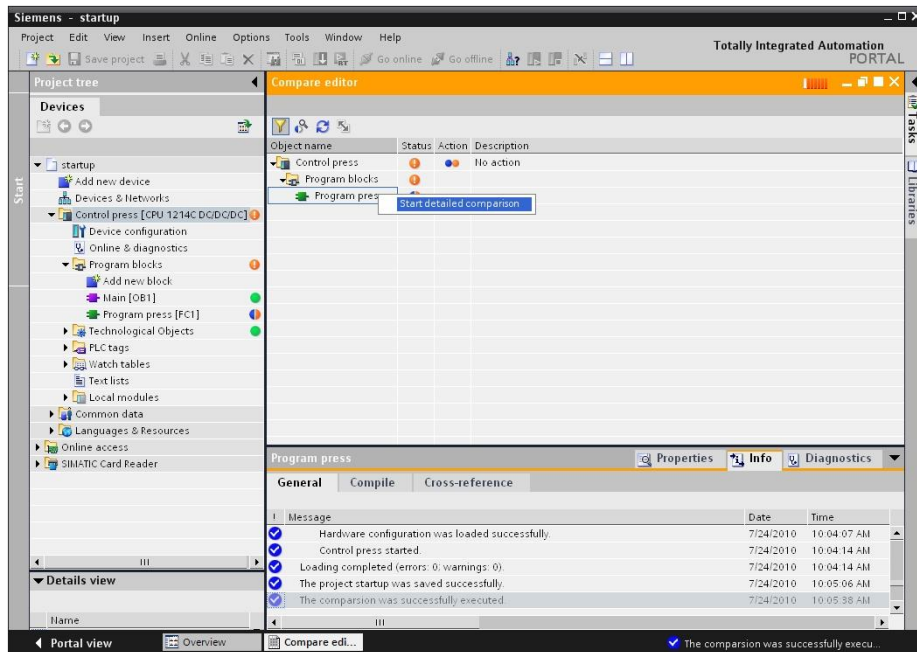 Siemens - startup
Project Edit View Insert Online Options Tools Window Help
Totally Integrated Automation
PORTAL
Save project
Go online
Go offline
Project tree
Compare editor
Devices
Object name Status Action Description
Control press No action
Program blocks
Program pres
Start detailed comparison
startup
Add new device
Devices & Networks
Control press [CPU 1214C DC/DC/DC]
Device configuration
Online & diagnostics
Program blocks
Add new block
Main [OB1]
Program press [FC1]
Technological Objects
PLC tags
Watch tables
Text lists
Local modules
Common data
Languages & Resources
Online access
SIMATIC Card Reader
Start
Tasks
Libraries
Program press
Properties
Info
Diagnostics
General Compile Cross-reference
! Message Date Time
Hardware configuration was loaded successfully. 7/24/2010 10:04:07 AM
Control press started. 7/24/2010 10:04:14 AM
Loading completed (errors: 0; warnings: 0). 7/24/2010 10:04:14 AM
The project startup was saved successfully. 7/24/2010 10:05:06 AM
The comparsion was successfully executed. 7/24/2010 10:05:38 AM
Details view
Name
Portal view
Overview
Compare edi...
The comparsion was successfully execu...